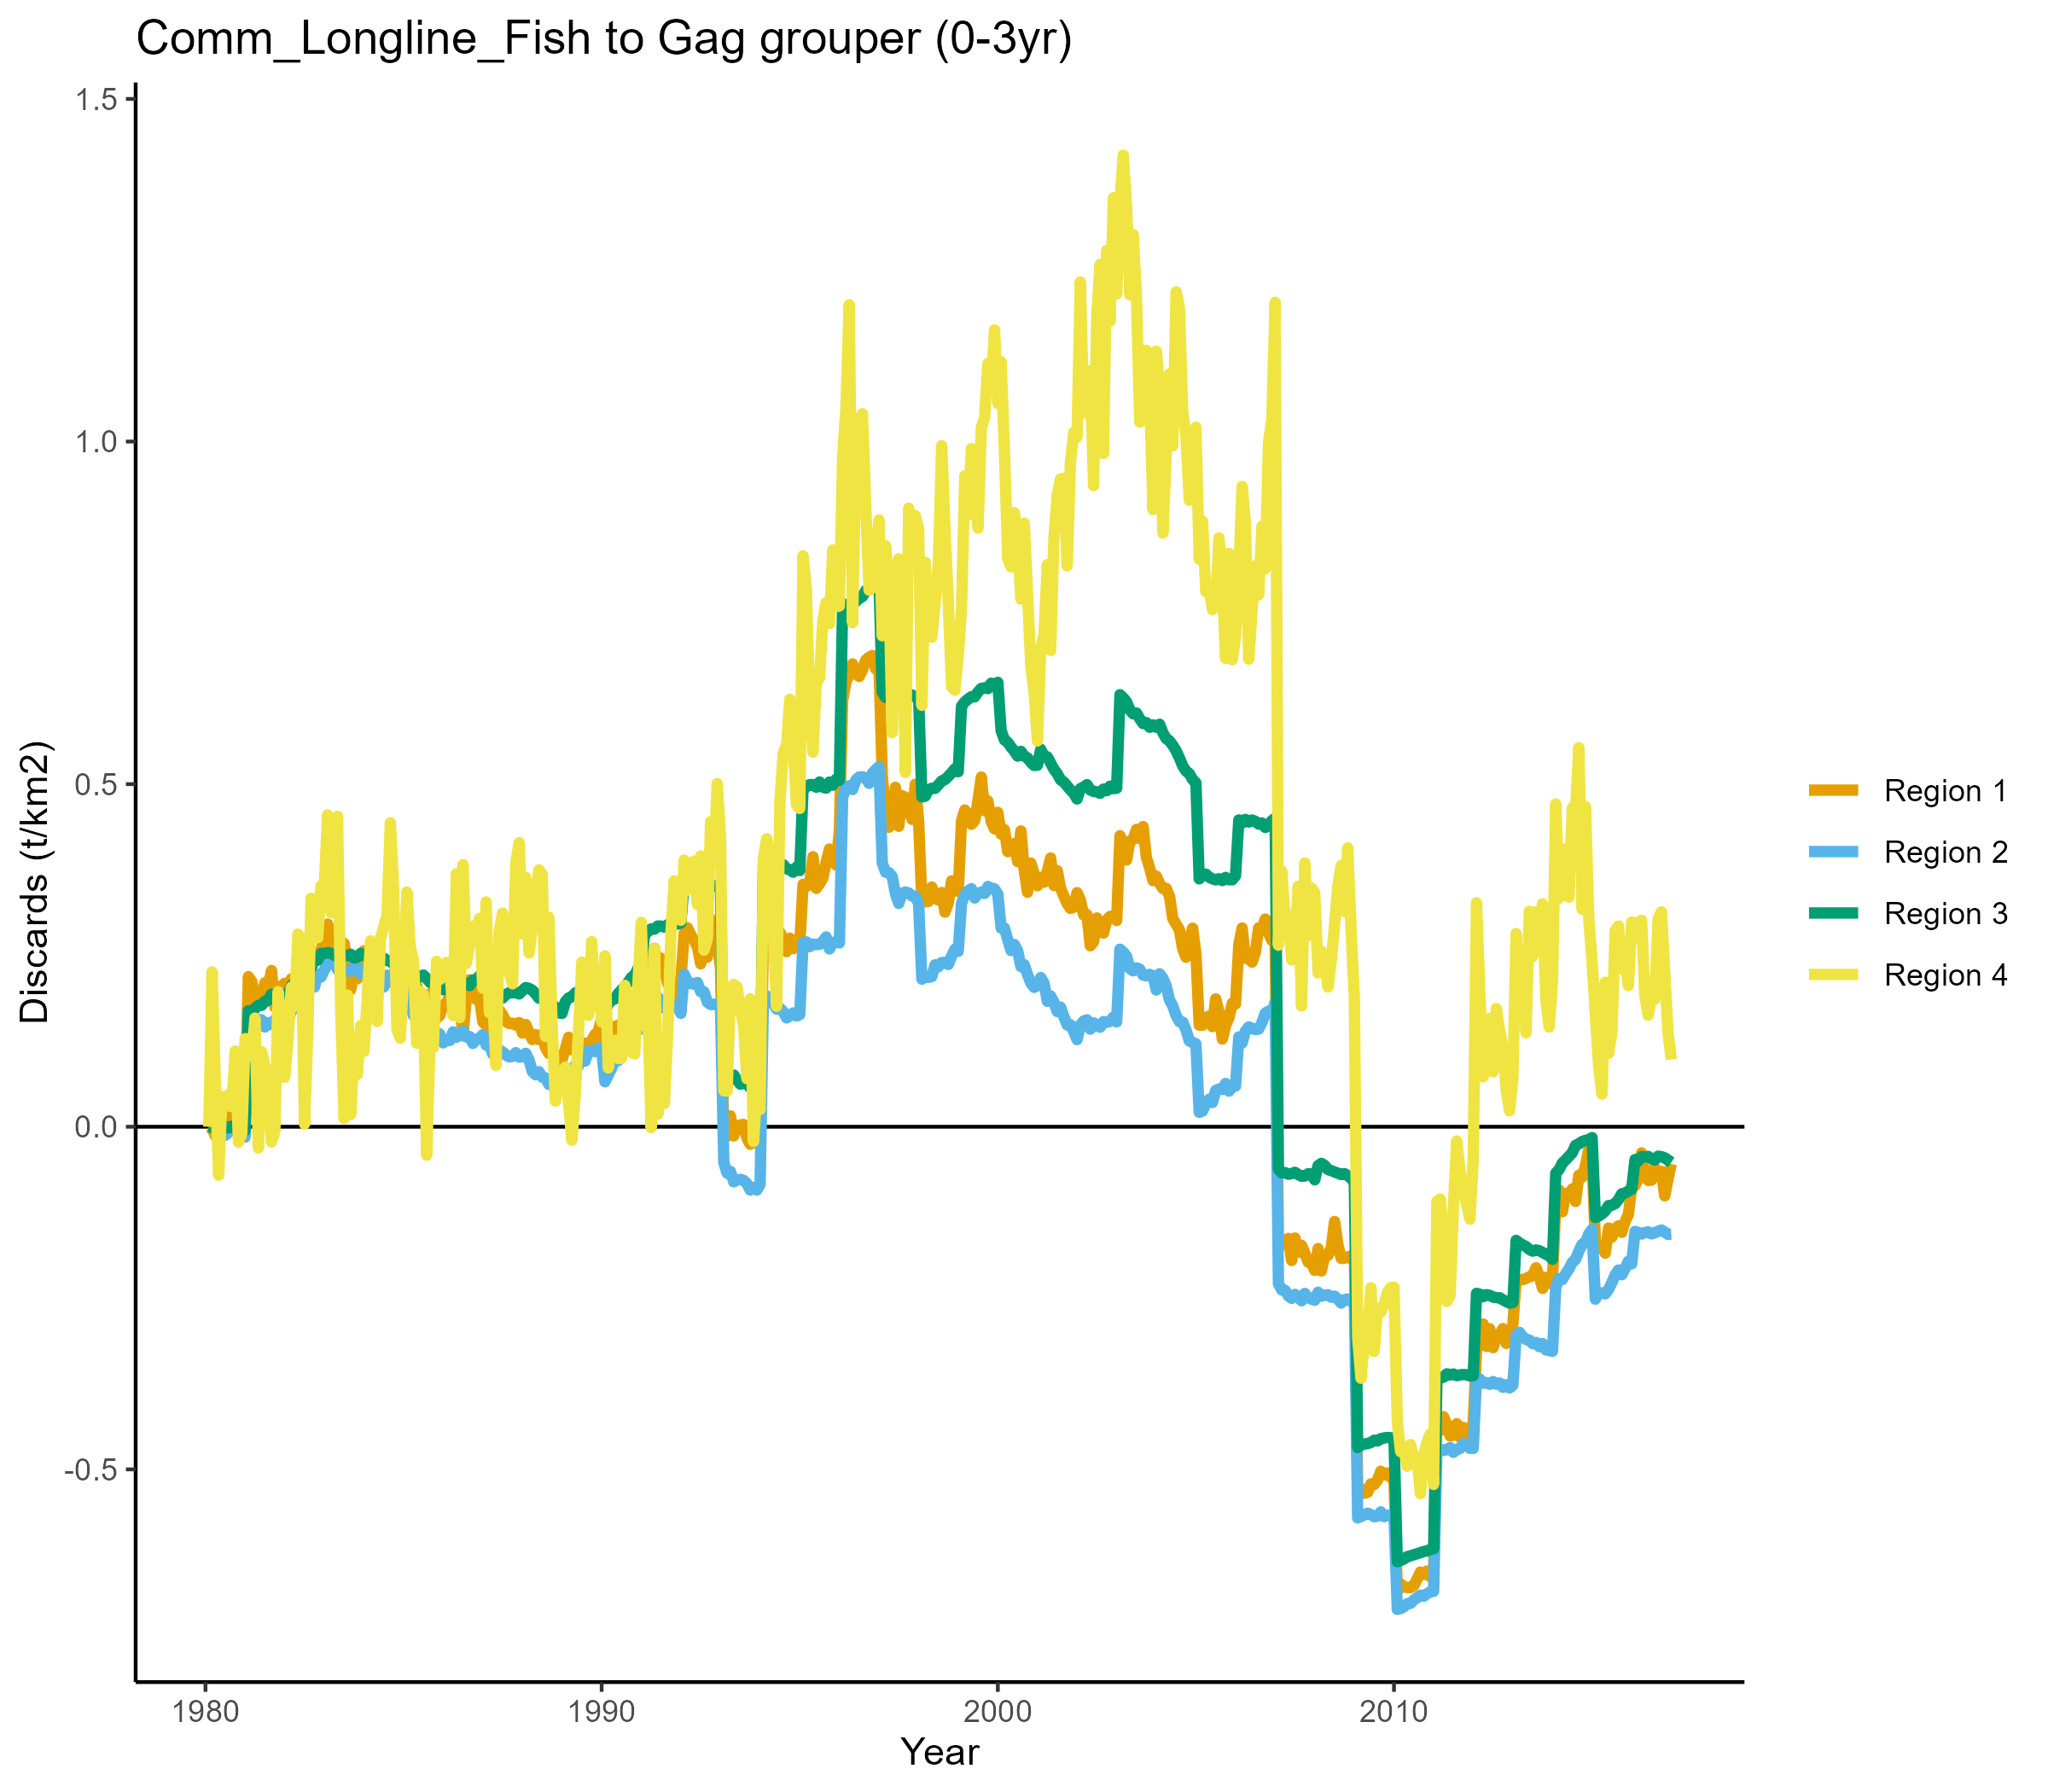 Comm_Longline_Fish to Gag grouper (0-3yr)
1.5
1.0
0.5
0.0
-0.5
Discards (t/km2)
1980 1990 2000 2010
Year
Region 1
Region 2
Region 3
Region 4